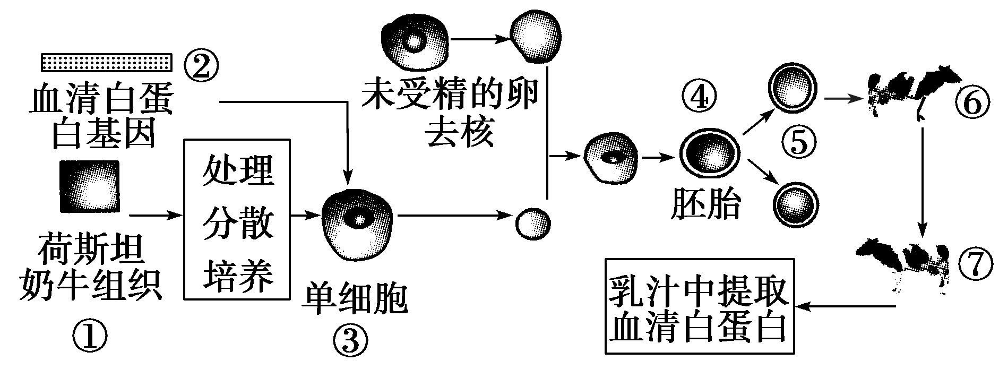 ②
血清白蛋
白基因
荷斯坦
奶牛组织
①
处理
分散
培养
单细胞
③
未受精的卵
去核
④
胚胎
⑤
⑥
⑦
乳汁中提取
血清白蛋白